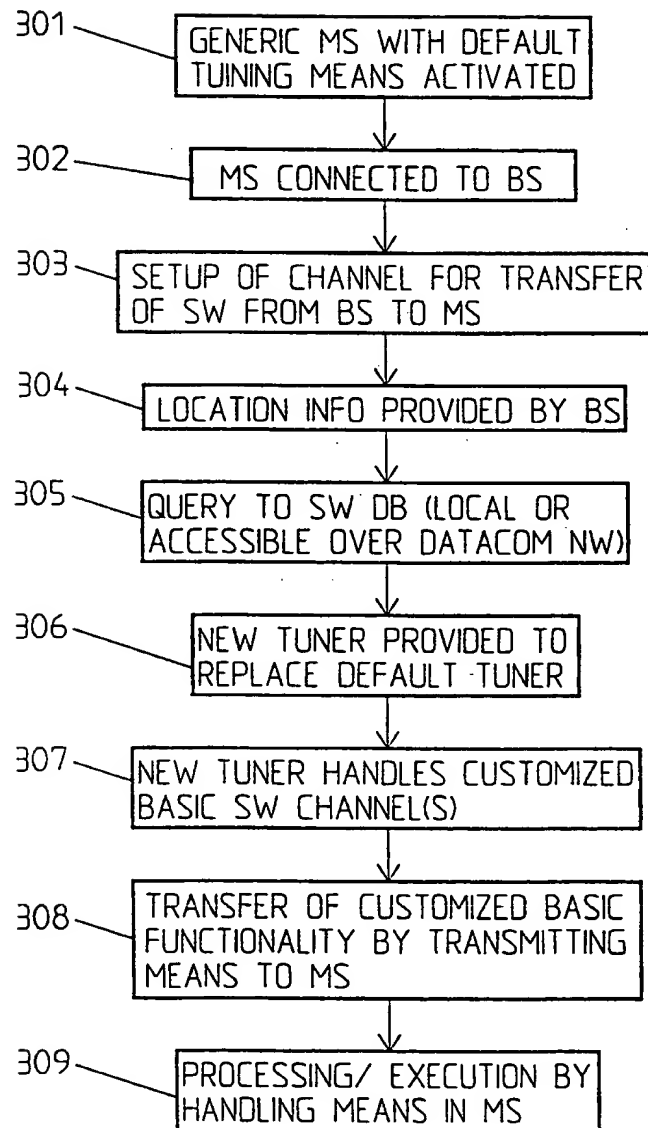 301
GENERIC MS WITH DEFAULT
TUINING MEANS ACTIVATED
302
MS CONNECTED TO BS
303
SETUP OF CHANNEL FOR TRANSFER
OF SW FROM BS TO MS
304
LOCATION INFO PROVIDED BY BS
305
QUERY TO SW DB (LOCAL OR
ACCESSIBLE OVER DATACOM NW)
306
NEW TUNER PROVIDED TO
REPLACE DEFAULT TUNER
307
NEW TUNER HANDLES CUSTOMIZED
BASIC SW CHANNEL(S)
308
TRANSFER OF CUSTOMIZED BASIC
FUNCTIONALITY BY TRANSMITTING
MEANS TO MS
309
PROCESSING/ EXECUTION BY
HANDLING MEANS IN MS